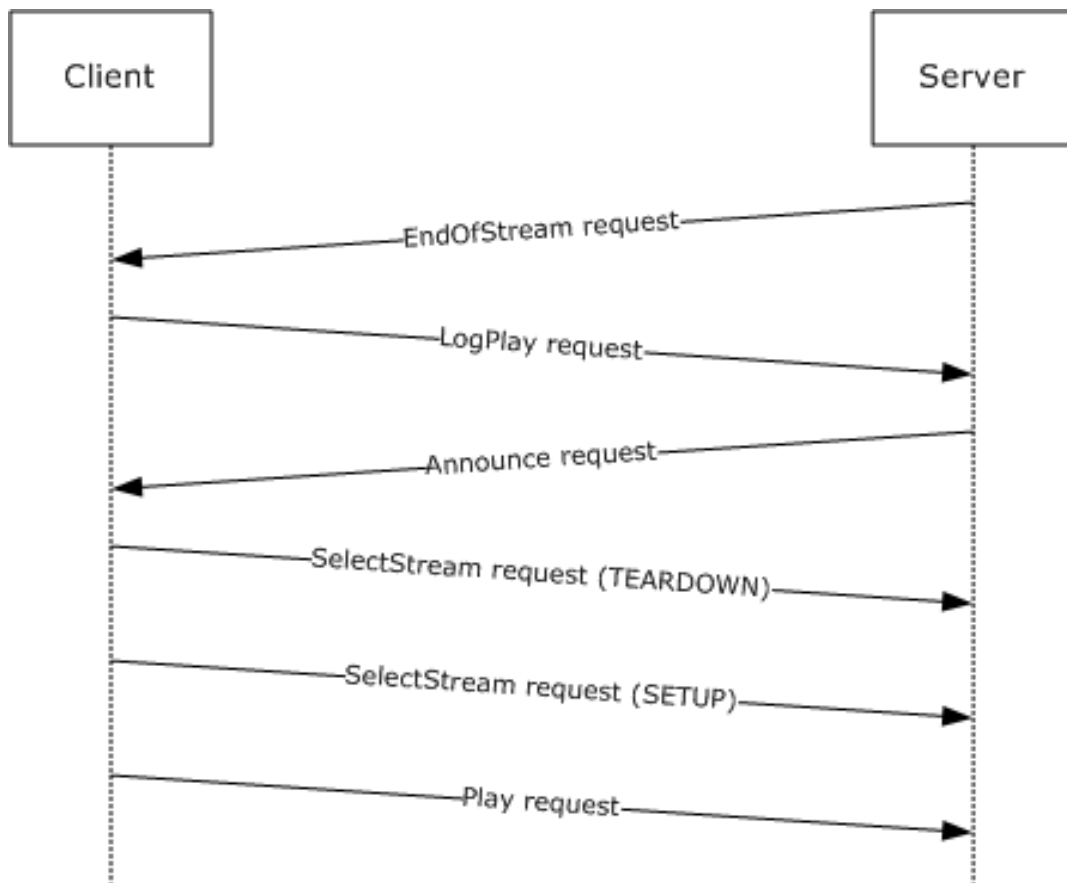 Client
Server
EndOfStream request
LogPlay request
Announce request
SelectStream request (TEARDOWN)
SelectStream request (SETUP)
Play request